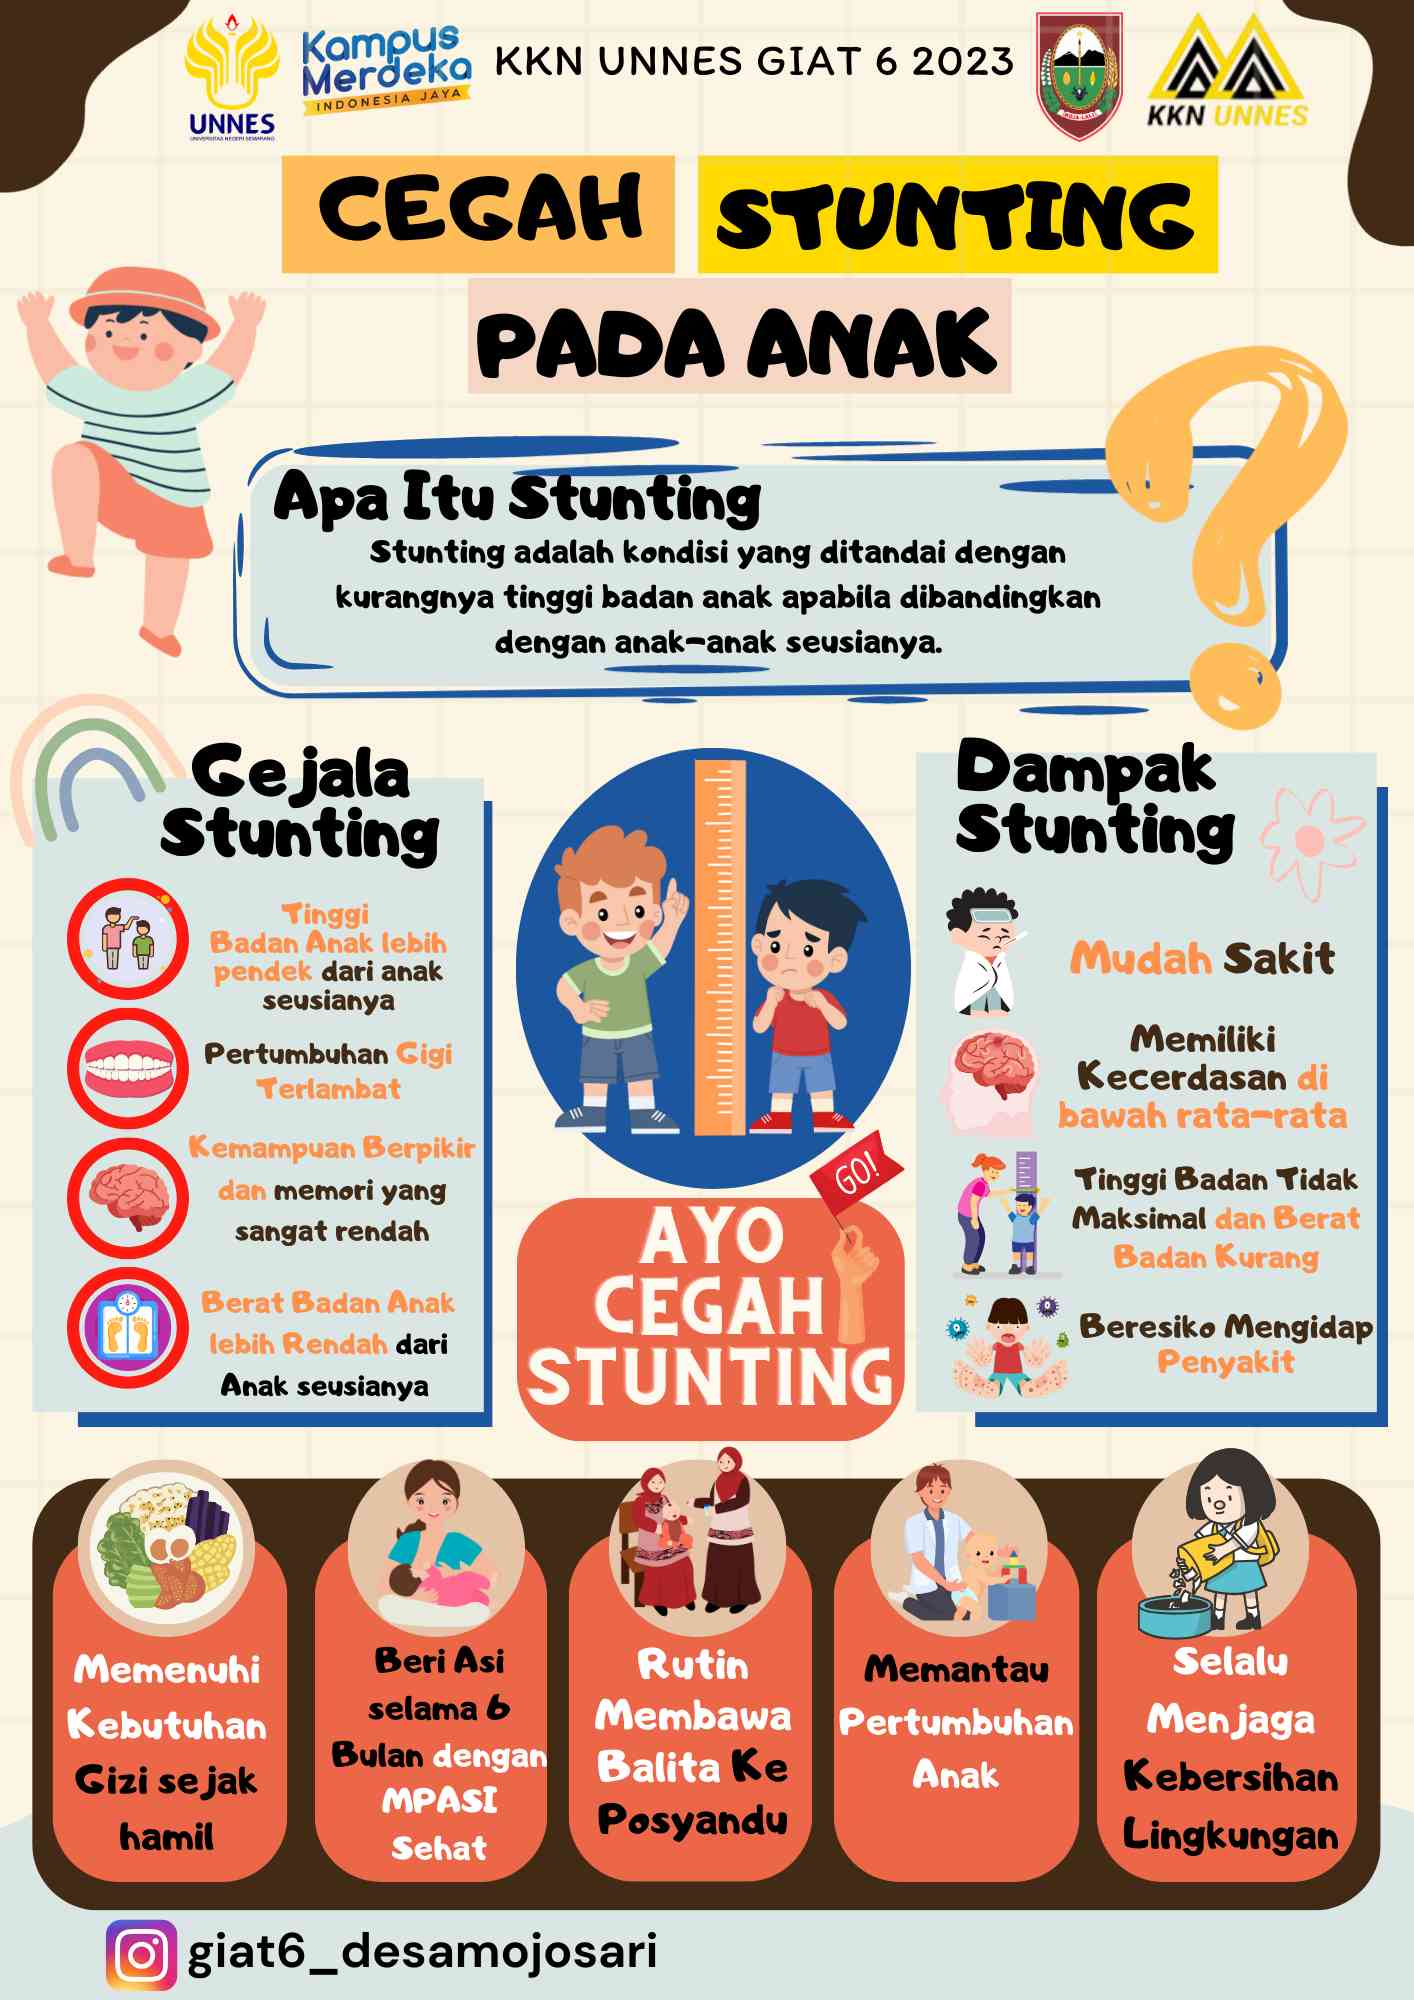 UNNES
UNIVERSITAS NEGERI SEMARANG
Kampus
Merdeka
INDONESIA JAYA
KKN UNNES GIAT 6 2023
KKN UNNES
CEGAH STUNTING
PADA ANAK
Apa Itu Stunting
Stunting adalah kondisi yang ditandai dengan
kurangnya tinggi badan anak apabila dibandingkan
dengan anak-anak seusianya.
Gejala
Stunting
Tinggi
Badan Anak lebih
pendek dari anak
seusianya
Pertumbuhan Gigi
Terlambat
Kemampuan Berpikir
dan memori yang
sangat rendah
Berat Badan Anak
lebih Rendah dari
Anak seusianya
GO!
AYO
CEGAH
STUNTING
Dampak
Stunting
Mudah Sakit
Memiliki
Kecerdasan di
bawah rata-rata
Tinggi Badan Tidak
Maksimal dan Berat
Badan Kurang
Beresiko Mengidap
Penyakit
Memenuhi
Kebutuhan
Gizi sejak
hamil
Beri Asi
selama 6
Bulan dengan
MPASI
Sehat
Rutin
Membawa
Balita Ke
Posyandu
Memantau
Pertumbuhan
Anak
Selalu
Menjaga
Kebersihan
Lingkungan
giat6_desamojosari